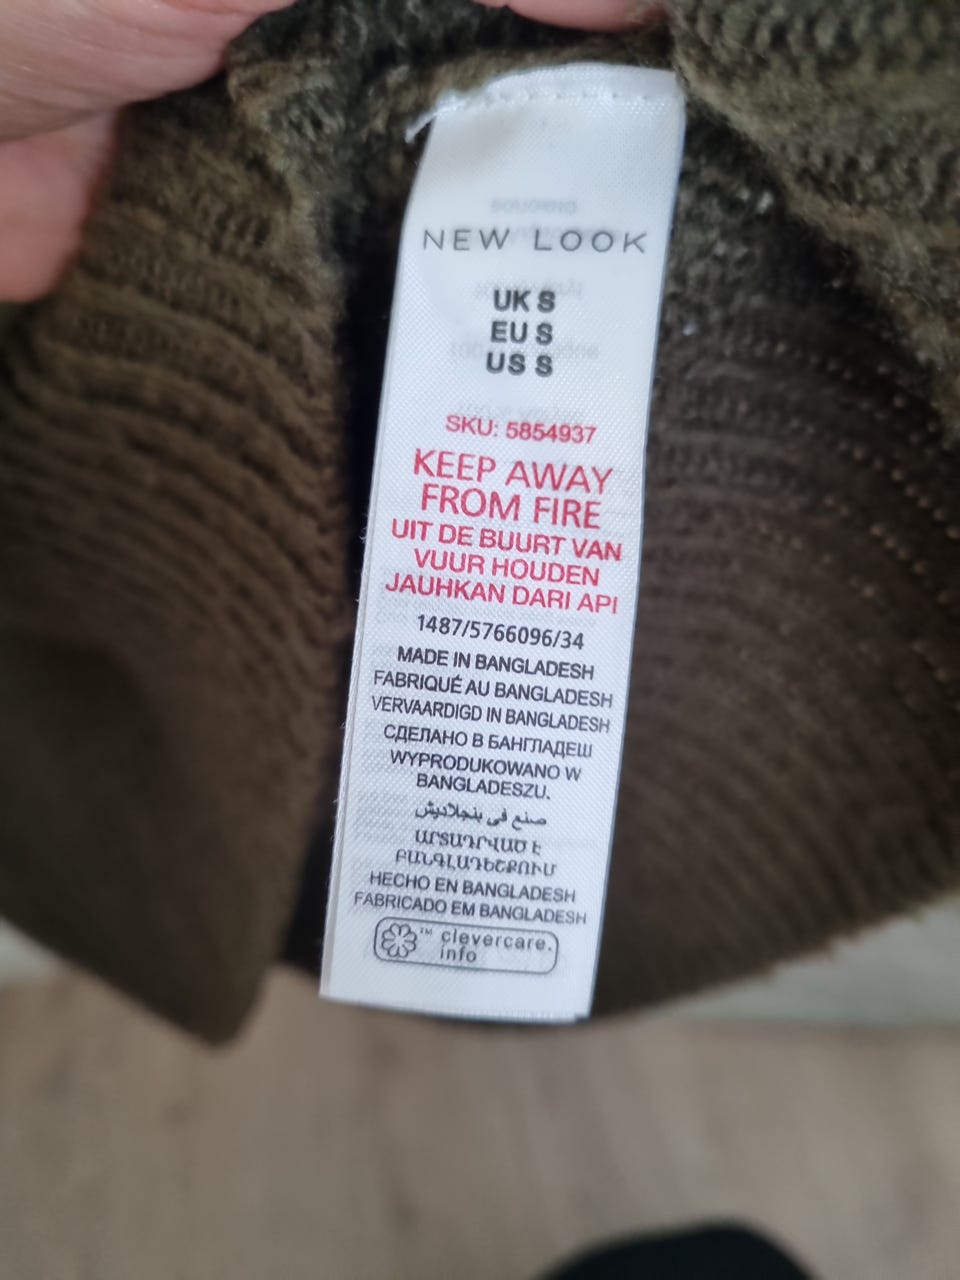 NEW LOOK
UK S
EU S
US S
SKU: 5854937
KEEP AWAY
FROM FIRE
UIT DE BUURT VAN
VUUR HOUDEN
JAUHKAN DARI API
1487/5766096/34
MADE IN BANGLADESH
FABRIQUÉ AU BANGLADESH
VERVAARDIGD IN BANGLADESH
СДЕЛАНО В БАНГЛАДЕШ
WYPRODUKOWANO W
BANGLADESZU.
صنع في بنجلاديش
ԱՐՏԱԴՐՎԱԾ Է
ԲԱՆԳԼԱԴԵՇՔՈՒՄ
HECHO EN BANGLADESH
FABRICADO EM BANGLADESH
™ clevercare.
info